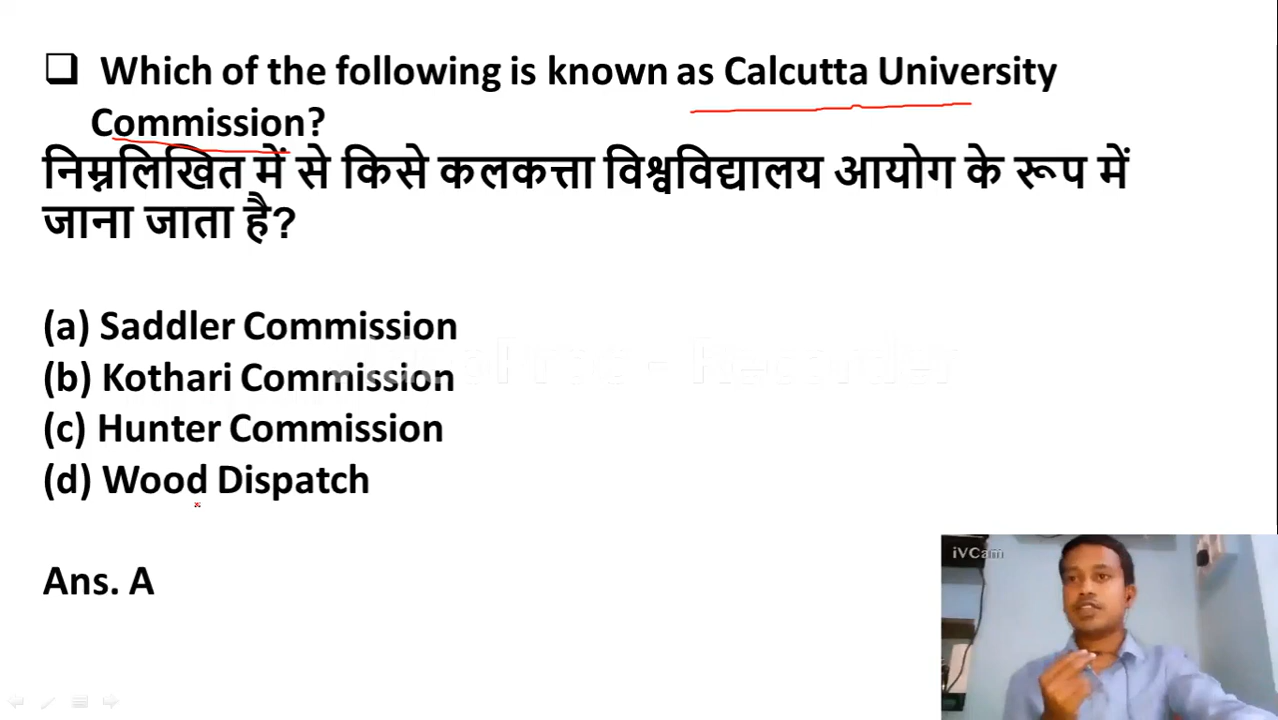 ❑ Which of the following is known as Calcutta University
Commission?
निम्नलिखित में से किसे कलकत्ता विश्वविद्यालय आयोग के रूप में
जाना जाता है?
(a) Saddler Commission
(b) Kothari Commission
- Recorder
(c) Hunter Commission
(d) Wood Dispatch
iVCam
Ans. A